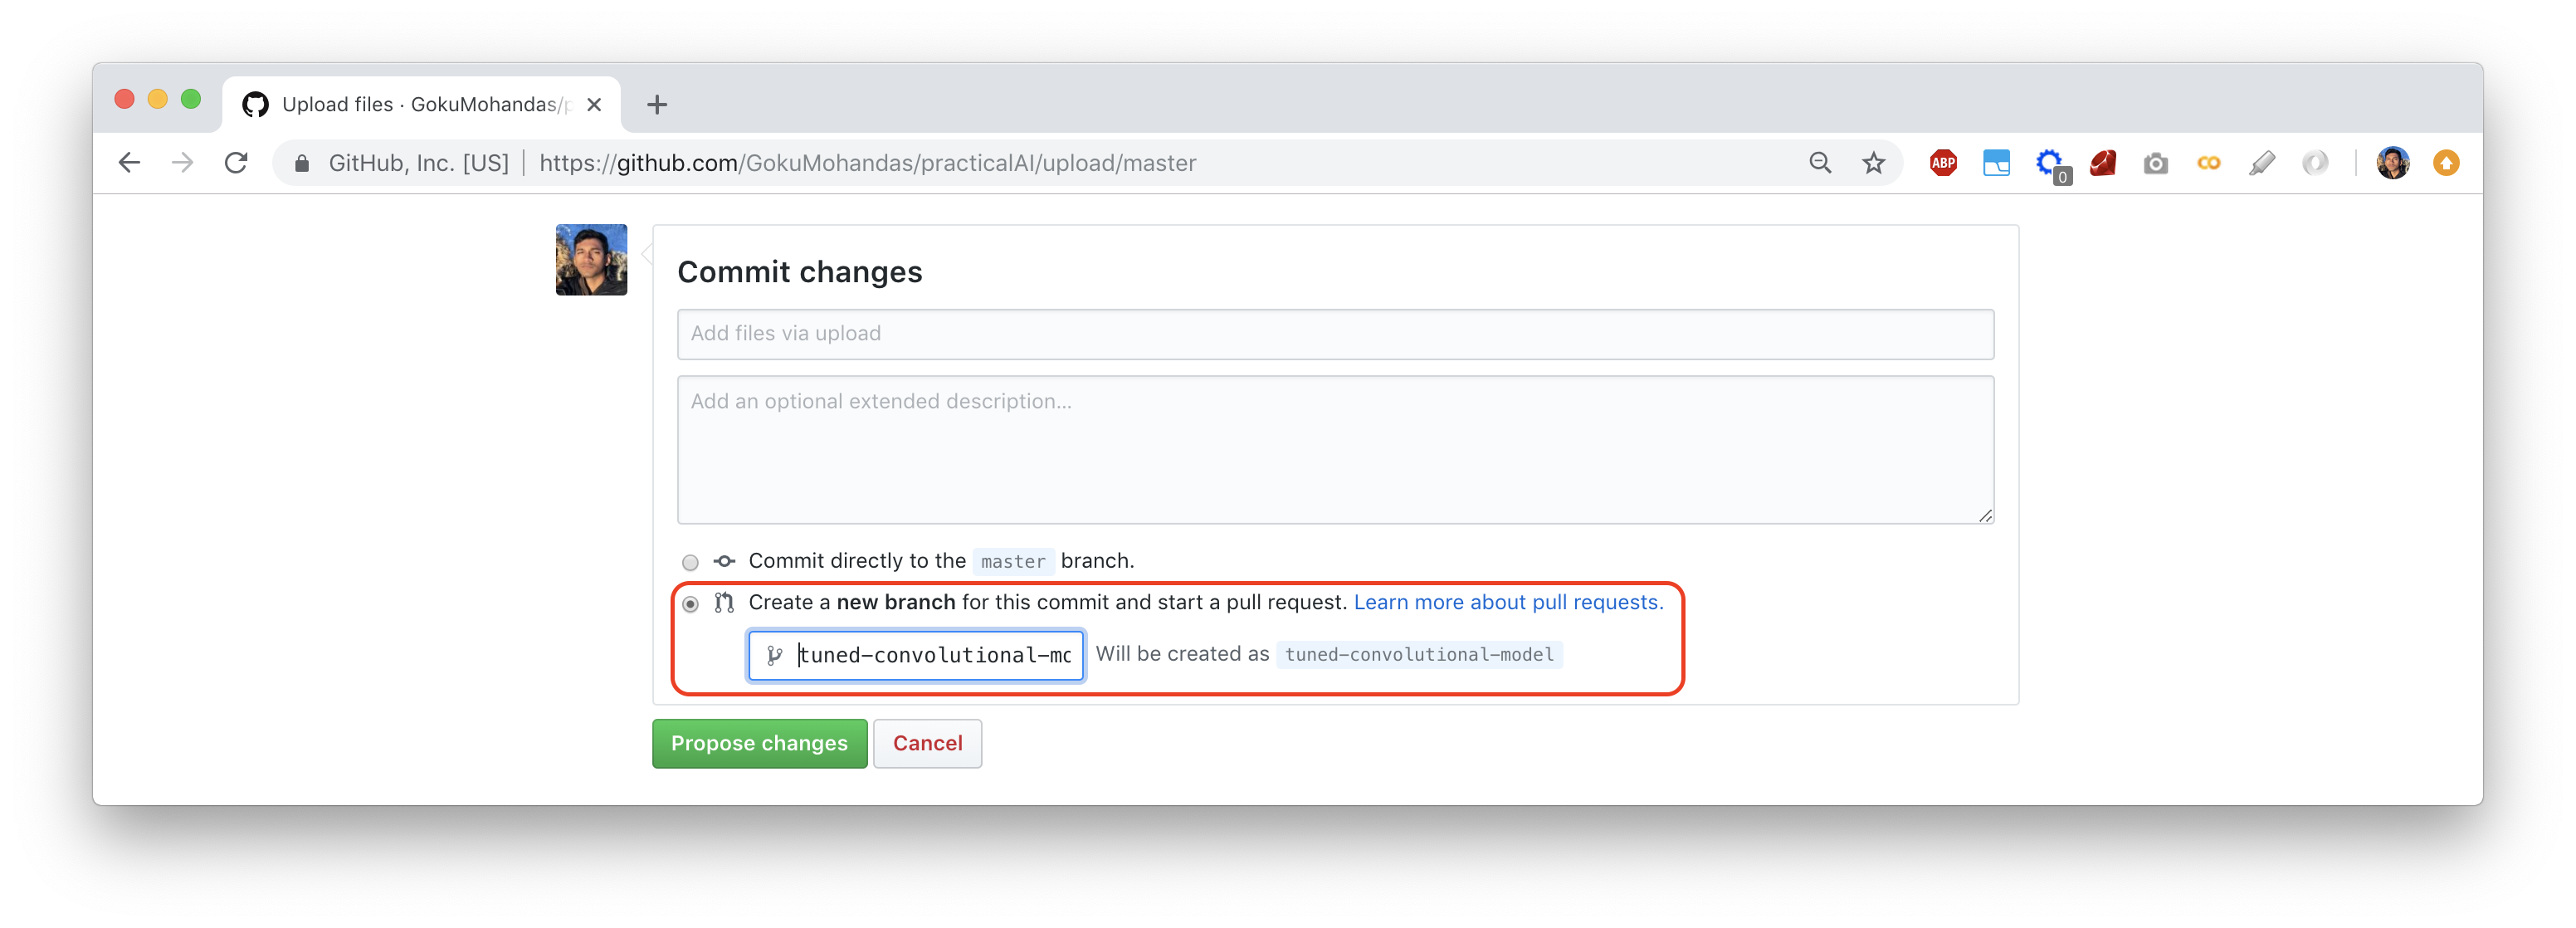 Upload files · GokuMohandas/p
GitHub, Inc. [US] https://github.com/GokuMohandas/practicalAI/upload/master
ABP
0
Commit changes
Add files via upload
Add an optional extended description...
Commit directly to the master branch.
Create a new branch for this commit and start a pull request. Learn more about pull requests.
tuned-convolutional-mo Will be created as tuned-convolutional-model
Propose changes Cancel